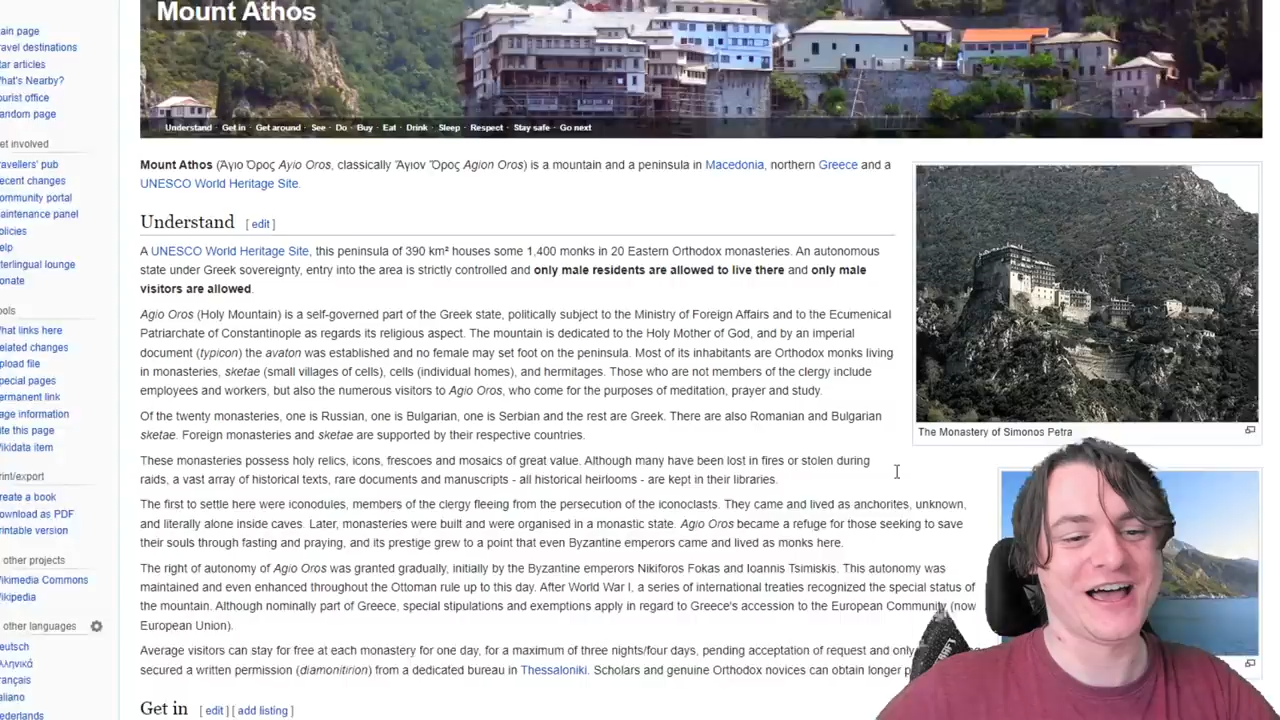 Mount Athos
Understand · Get in · Get around · See · Do · Buy · Eat · Drink · Sleep · Respect · Stay safe · Go next
ain page
ravel destinations
tar articles
hat's Nearby?
ourist office
andom page
et involved
ravellers' pub
ecent changes
ommunity portal
aintenance panel
olicies
elp
terlingual lounge
onate
ols
hat links here
elated changes
pload file
pecial pages
ermanent link
age information
ite this page
ikidata item
rint/export
eate a book
ownload as PDF
rintable version
other projects
ikimedia Commons
ikipedia
other languages
eutsch
λληνικά
ançais
aliano
ederlands
Mount Athos (Άγιο Όρος Ayio Oros, classically Ἅγιον Ὄρος Agion Oros) is a mountain and a peninsula in Macedonia, northern Greece and a
UNESCO World Heritage Site.
Understand [ edit ]
A UNESCO World Heritage Site, this peninsula of 390 km² houses some 1,400 monks in 20 Eastern Orthodox monasteries. An autonomous
state under Greek sovereignty, entry into the area is strictly controlled and only male residents are allowed to live there and only male
visitors are allowed.
Agio Oros (Holy Mountain) is a self-governed part of the Greek state, politically subject to the Ministry of Foreign Affairs and to the Ecumenical
Patriarchate of Constantinople as regards its religious aspect. The mountain is dedicated to the Holy Mother of God, and by an imperial
document (typicon) the avaton was established and no female may set foot on the peninsula. Most of its inhabitants are Orthodox monks living
in monasteries, sketae (small villages of cells), cells (individual homes), and hermitages. Those who are not members of the clergy include
employees and workers, but also the numerous visitors to Agio Oros, who come for the purposes of meditation, prayer and study.
Of the twenty monasteries, one is Russian, one is Bulgarian, one is Serbian and the rest are Greek. There are also Romanian and Bulgarian
sketae. Foreign monasteries and sketae are supported by their respective countries.
These monasteries possess holy relics, icons, frescoes and mosaics of great value. Although many have been lost in fires or stolen during
raids, a vast array of historical texts, rare documents and manuscripts - all historical heirlooms - are kept in their libraries.
The first to settle here were iconodules, members of the clergy fleeing from the persecution of the iconoclasts. They came and lived as anchorites, unknown,
and literally alone inside caves. Later, monasteries were built and were organised in a monastic state. Agio Oros became a refuge for those seeking to save
their souls through fasting and praying, and its prestige grew to a point that even Byzantine emperors came and lived as monks here.
The right of autonomy of Agio Oros was granted gradually, initially by the Byzantine emperors Nikiforos Fokas and Ioannis Tsimiskis. This autonomy was
maintained and even enhanced throughout the Ottoman rule up to this day. After World War I, a series of international treaties recognized the special status of
the mountain. Although nominally part of Greece, special stipulations and exemptions apply in regard to Greece's accession to the European Community (now
European Union).
Average visitors can stay for free at each monastery for one day, for a maximum of three nights/four days, pending acceptation of request and only
secured a written permission (diamonitirion) from a dedicated bureau in Thessaloniki. Scholars and genuine Orthodox novices can obtain longer
Get in [ edit ] [ add listing ]
The Monastery of Simonos Petra